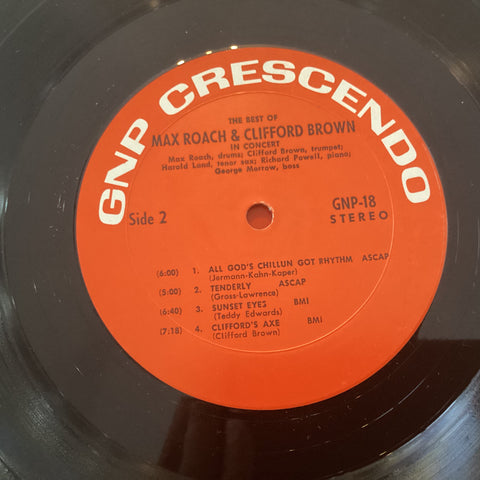 GNP CRESCENDO
THE BEST OF
MAX ROACH & CLIFFORD BROWN
IN CONCERT
Max Roach, drums; Clifford Brown, trumpet;
Harold Land, tenor sax; Richard Powell, piano;
George Morrow, bass
Side 2
GNP-18
STEREO
(6:00) 1. ALL GOD'S CHILLUN GOT RHYTHM ASCAP
(Jermann-Kahn-Kaper)
(5:00) 2. TENDERLY ASCAP
(Gross-Lawrence)
(6:40) 3. SUNSET EYES BMI
(Teddy Edwards)
(7:18) 4. CLIFFORD'S AXE BMI
(Clifford Brown)